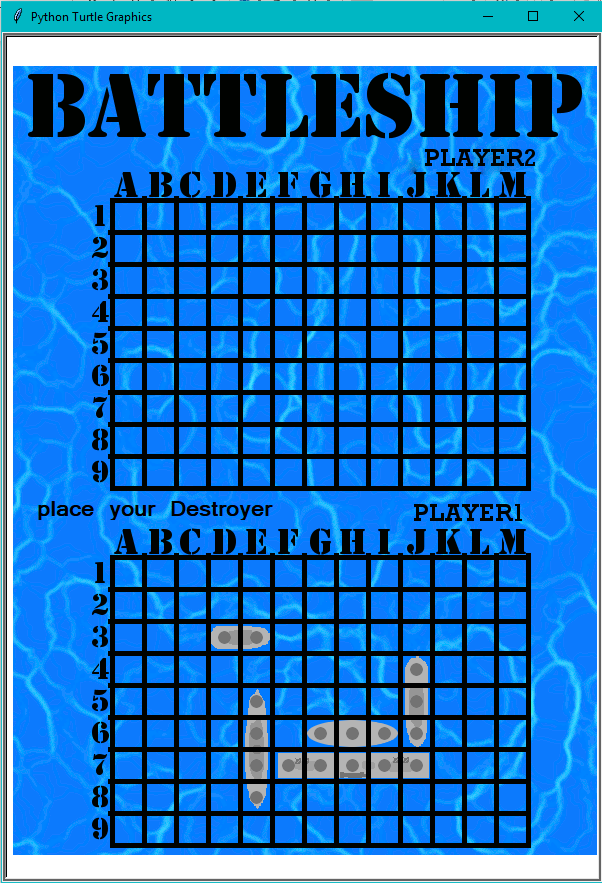 Python Turtle Graphics
BATTLESHIP
PLAYER2
A B C D E F G H I J K L M
1
2
3
4
5
6
7
8
9
place your Destroyer
PLAYER1
A B C D E F G H I J K L M
1
2
3
4
5
6
7
8
9